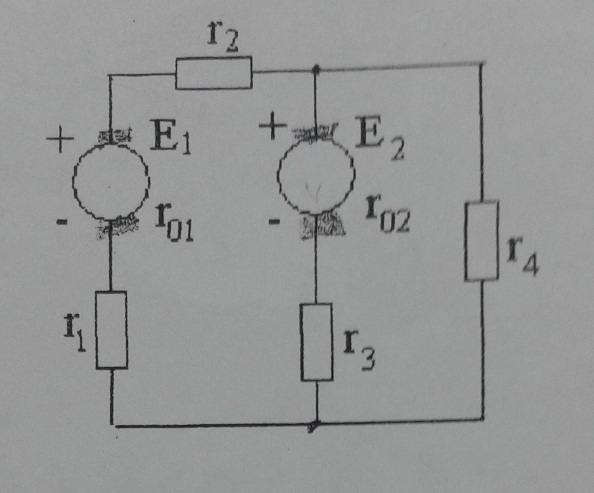 r2
+ E1 + E2
- r01 - r02
r4
r1 r3